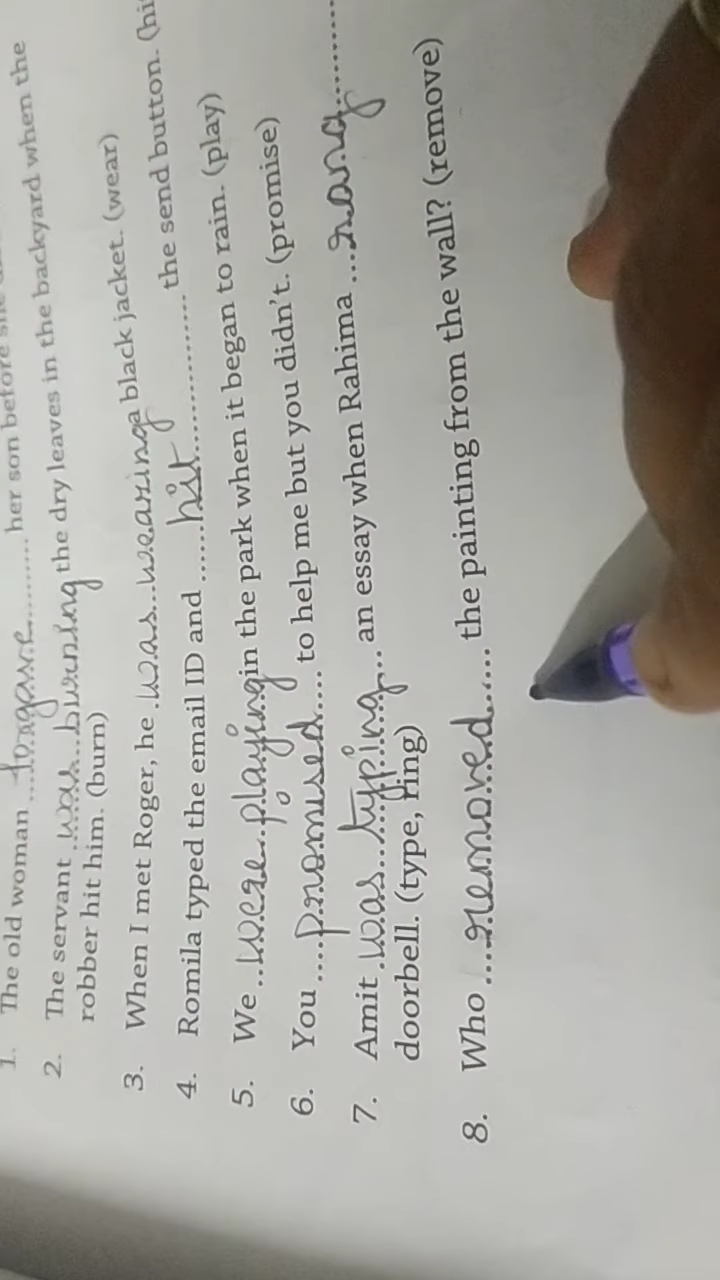 1. The old woman ....forgave.......... her son before she
2. The servant .was..burning the dry leaves in the backyard when the
robber hit him. (burn)
3. When I met Roger, he .was..wearing a black jacket. (wear)
4. Romila typed the email ID and ......hit.................. the send button. (hi
5. We ..were..playing in the park when it began to rain. (play)
6. You ....promised.... to help me but you didn't. (promise)
7. Amit .was..typing... an essay when Rahima ...rang..........
doorbell. (type, ring)
8. Who ....removed..... the painting from the wall? (remove)